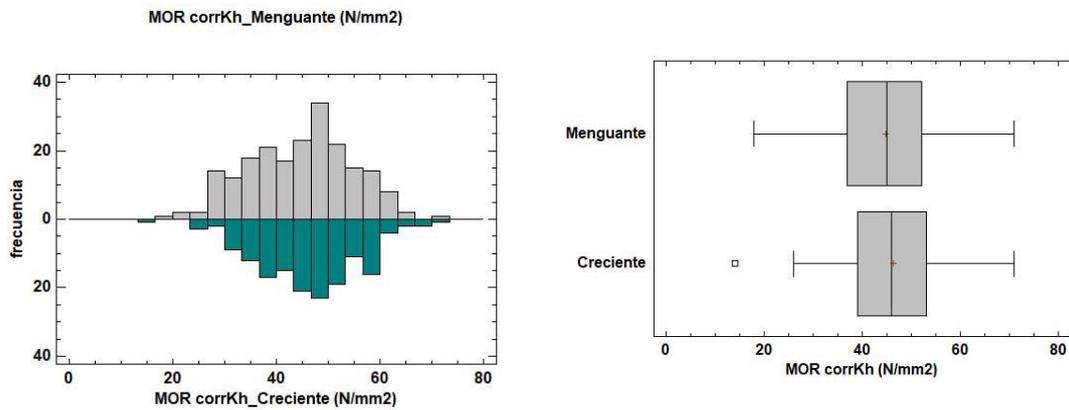 MOR corrKh_Menguante (N/mm2)
40
20
0
20
40
frecuencia
0 20 40 60 80
MOR corrKh_Creciente (N/mm2)
Menguante
Creciente
0 20 40 60 80
MOR corrKh (N/mm2)